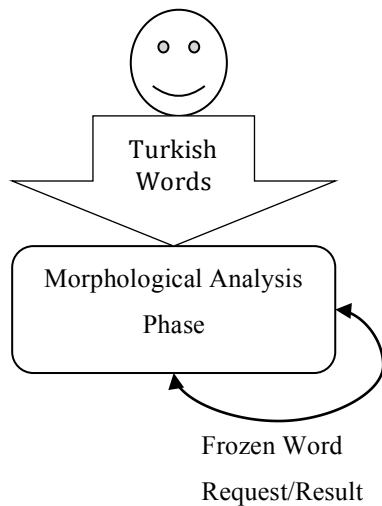 Turkish
Words
Morphological Analysis
Phase
Frozen Word
Request/Result